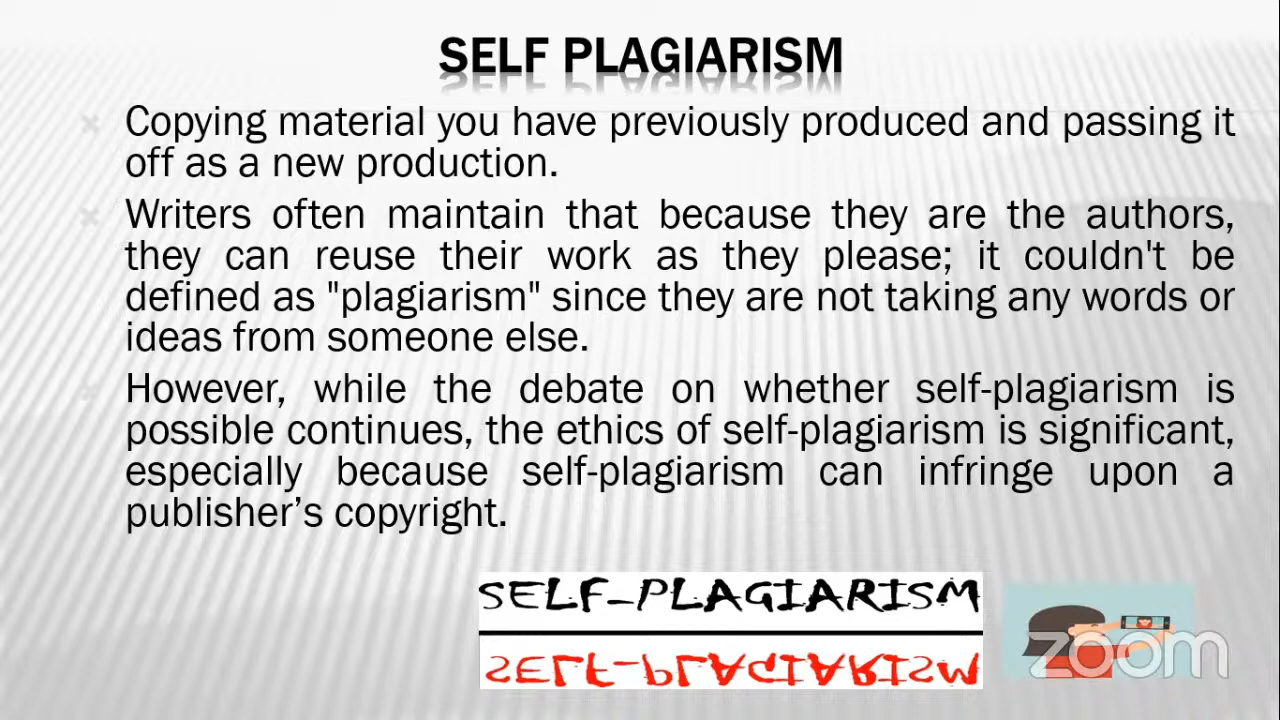 SELF PLAGIARISM
Copying material you have previously produced and passing it
off as a new production.
Writers often maintain that because they are the authors,
they can reuse their work as they please; it couldn't be
defined as "plagiarism" since they are not taking any words or
ideas from someone else.
However, while the debate on whether self-plagiarism is
possible continues, the ethics of self-plagiarism is significant,
especially because self-plagiarism can infringe upon a
publisher’s copyright.
SELF-PLAGIARISM
SELF-PLAGIARISM
zoom